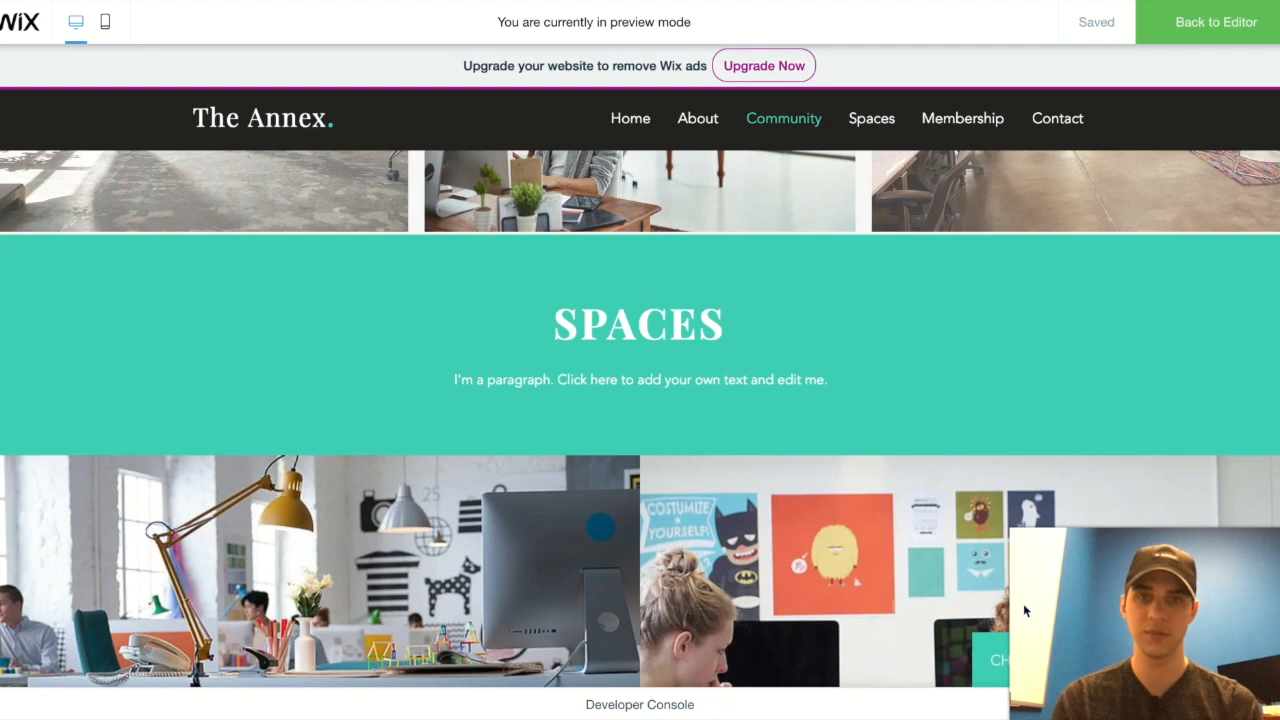 WiX
You are currently in preview mode
Saved
Back to Editor
Upgrade your website to remove Wix ads
Upgrade Now
The Annex.
Home
About
Community
Spaces
Membership
Contact
SPACES
I'm a paragraph. Click here to add your own text and edit me.
25
COSTUMIZE
YOURSELF!
CH
Developer Console